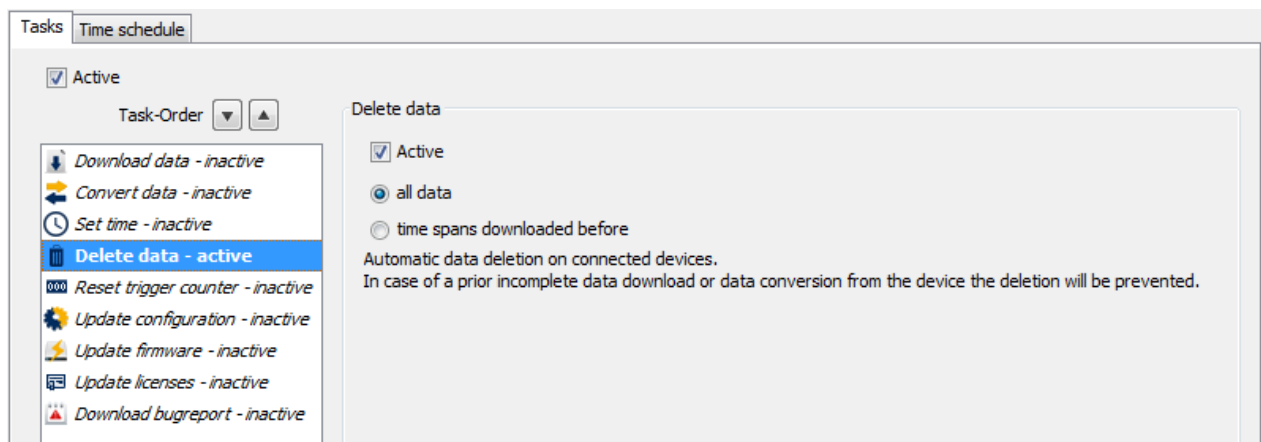 Tasks
Time schedule
Active
Task-Order
Download data - inactive
Convert data - inactive
Set time - inactive
Delete data - active
Reset trigger counter - inactive
Update configuration - inactive
Update firmware - inactive
Update licenses - inactive
Download bugreport - inactive
Delete data
Active
all data
time spans downloaded before
Automatic data deletion on connected devices.
In case of a prior incomplete data download or data conversion from the device the deletion will be prevented.